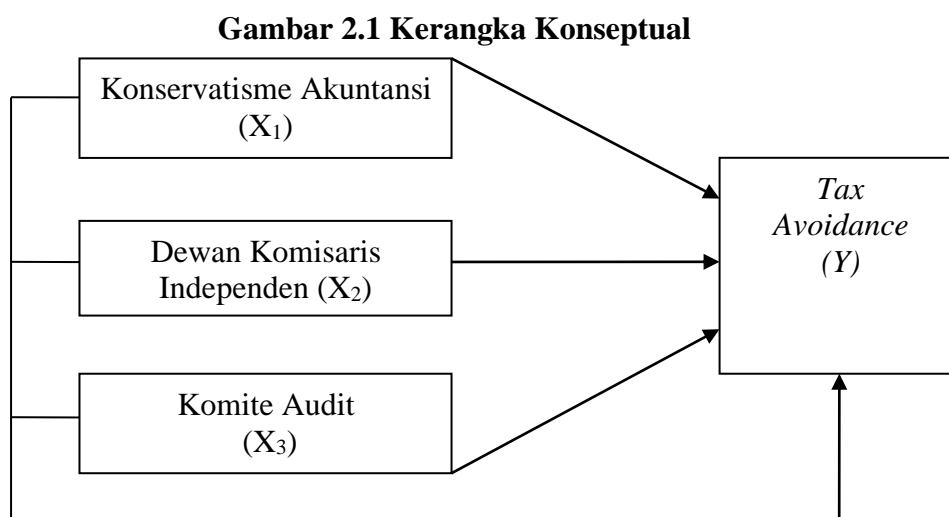 Gambar 2.1 Kerangka Konseptual
Konservatisme Akuntansi
(X₁)
Dewan Komisaris
Independen (X₂)
Komite Audit
(X₃)
Tax
Avoidance
(Y)